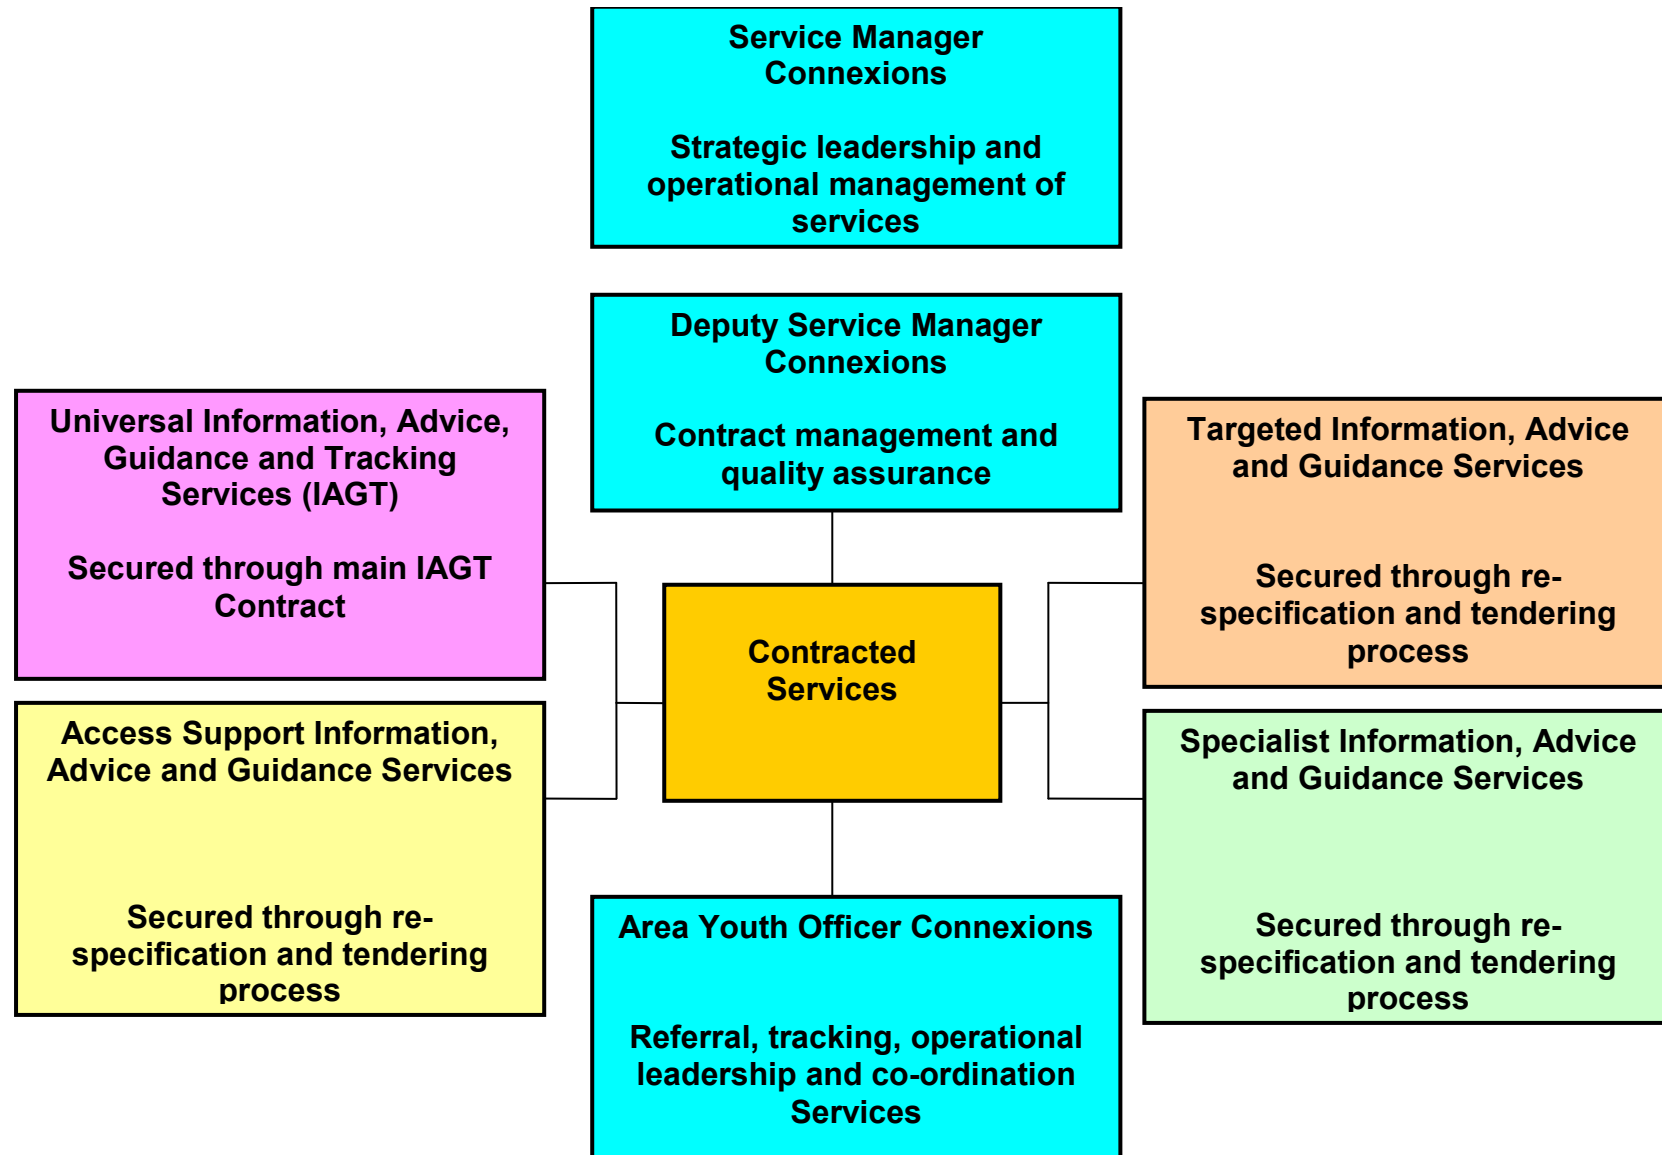 Service Manager
Connexions
Strategic leadership and
operational management of
services
Deputy Service Manager
Connexions
Contract management and
quality assurance
Universal Information, Advice,
Guidance and Tracking
Services (IAGT)
Secured through main IAGT
Contract
Targeted Information, Advice
and Guidance Services
Secured through re-
specification and tendering
process
Contracted
Services
Access Support Information,
Advice and Guidance Services
Secured through re-
specification and tendering
process
Specialist Information, Advice
and Guidance Services
Secured through re-
specification and tendering
process
Area Youth Officer Connexions
Referral, tracking, operational
leadership and co-ordination
Services